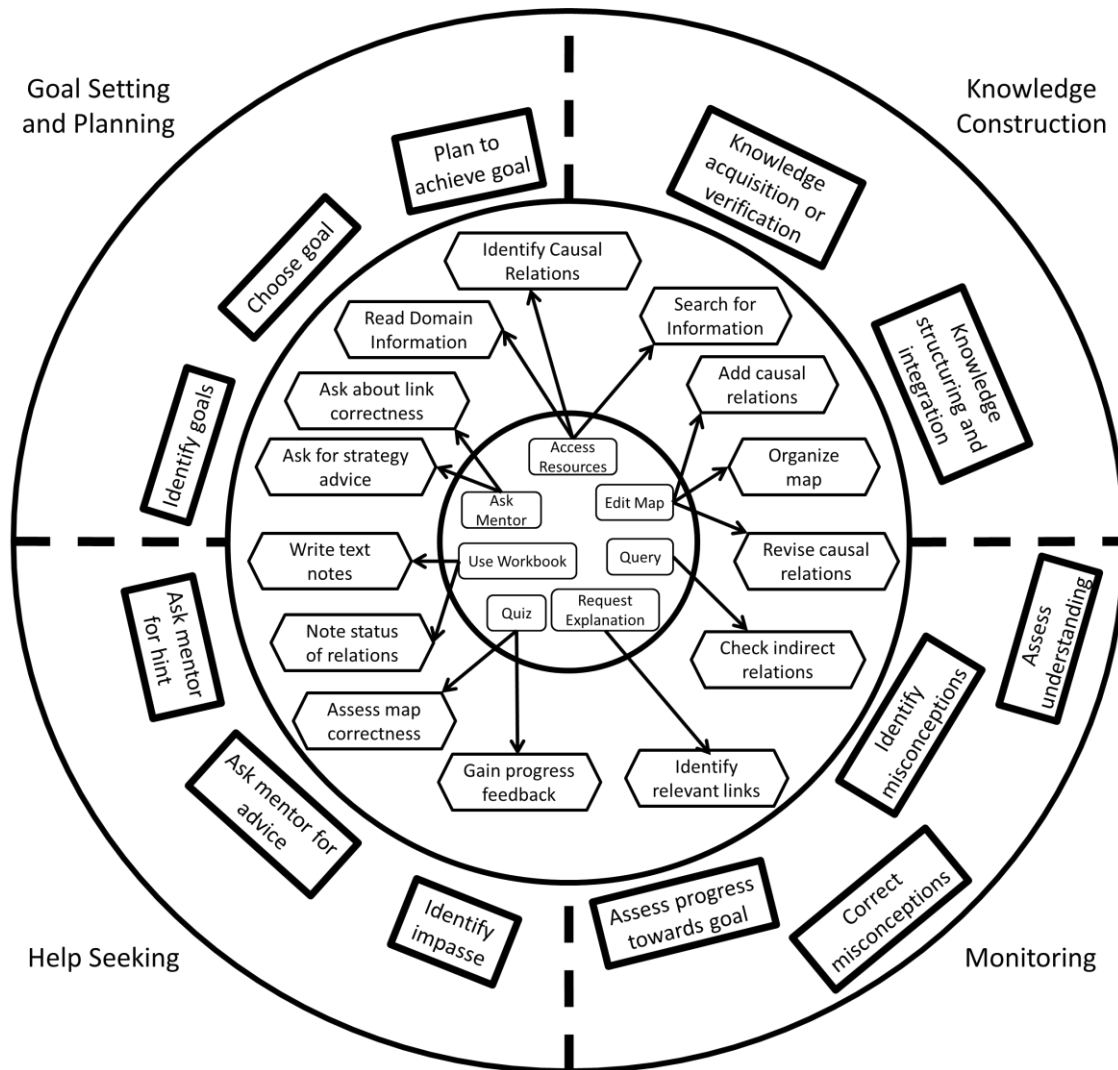 Goal Setting
and Planning
Knowledge
Construction
Plan to
achieve goal
Knowledge
acquisition or
verification
Choose goal
Identify goals
Knowledge
structuring and
integration
Identify Causal
Relations
Read Domain
Information
Search for
Information
Ask about link
correctness
Add causal
relations
Ask for strategy
advice
Organize
map
Access
Resources
Ask
Mentor
Edit Map
Write text
notes
Use Workbook
Query
Revise causal
relations
Quiz
Request
Explanation
Note status
of relations
Check indirect
relations
Assess map
correctness
Gain progress
feedback
Identify
relevant links
Ask mentor
for hint
Assess
understanding
Identify
misconceptions
Ask mentor for
advice
Identify
impasse
Assess progress
towards goal
Correct
misconceptions
Help Seeking
Monitoring